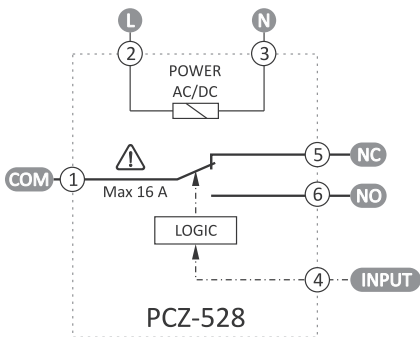 L N
2 3
POWER
AC/DC
5 NC
COM 1
Max 16 A
6 NO
LOGIC
4 INPUT
PCZ-528